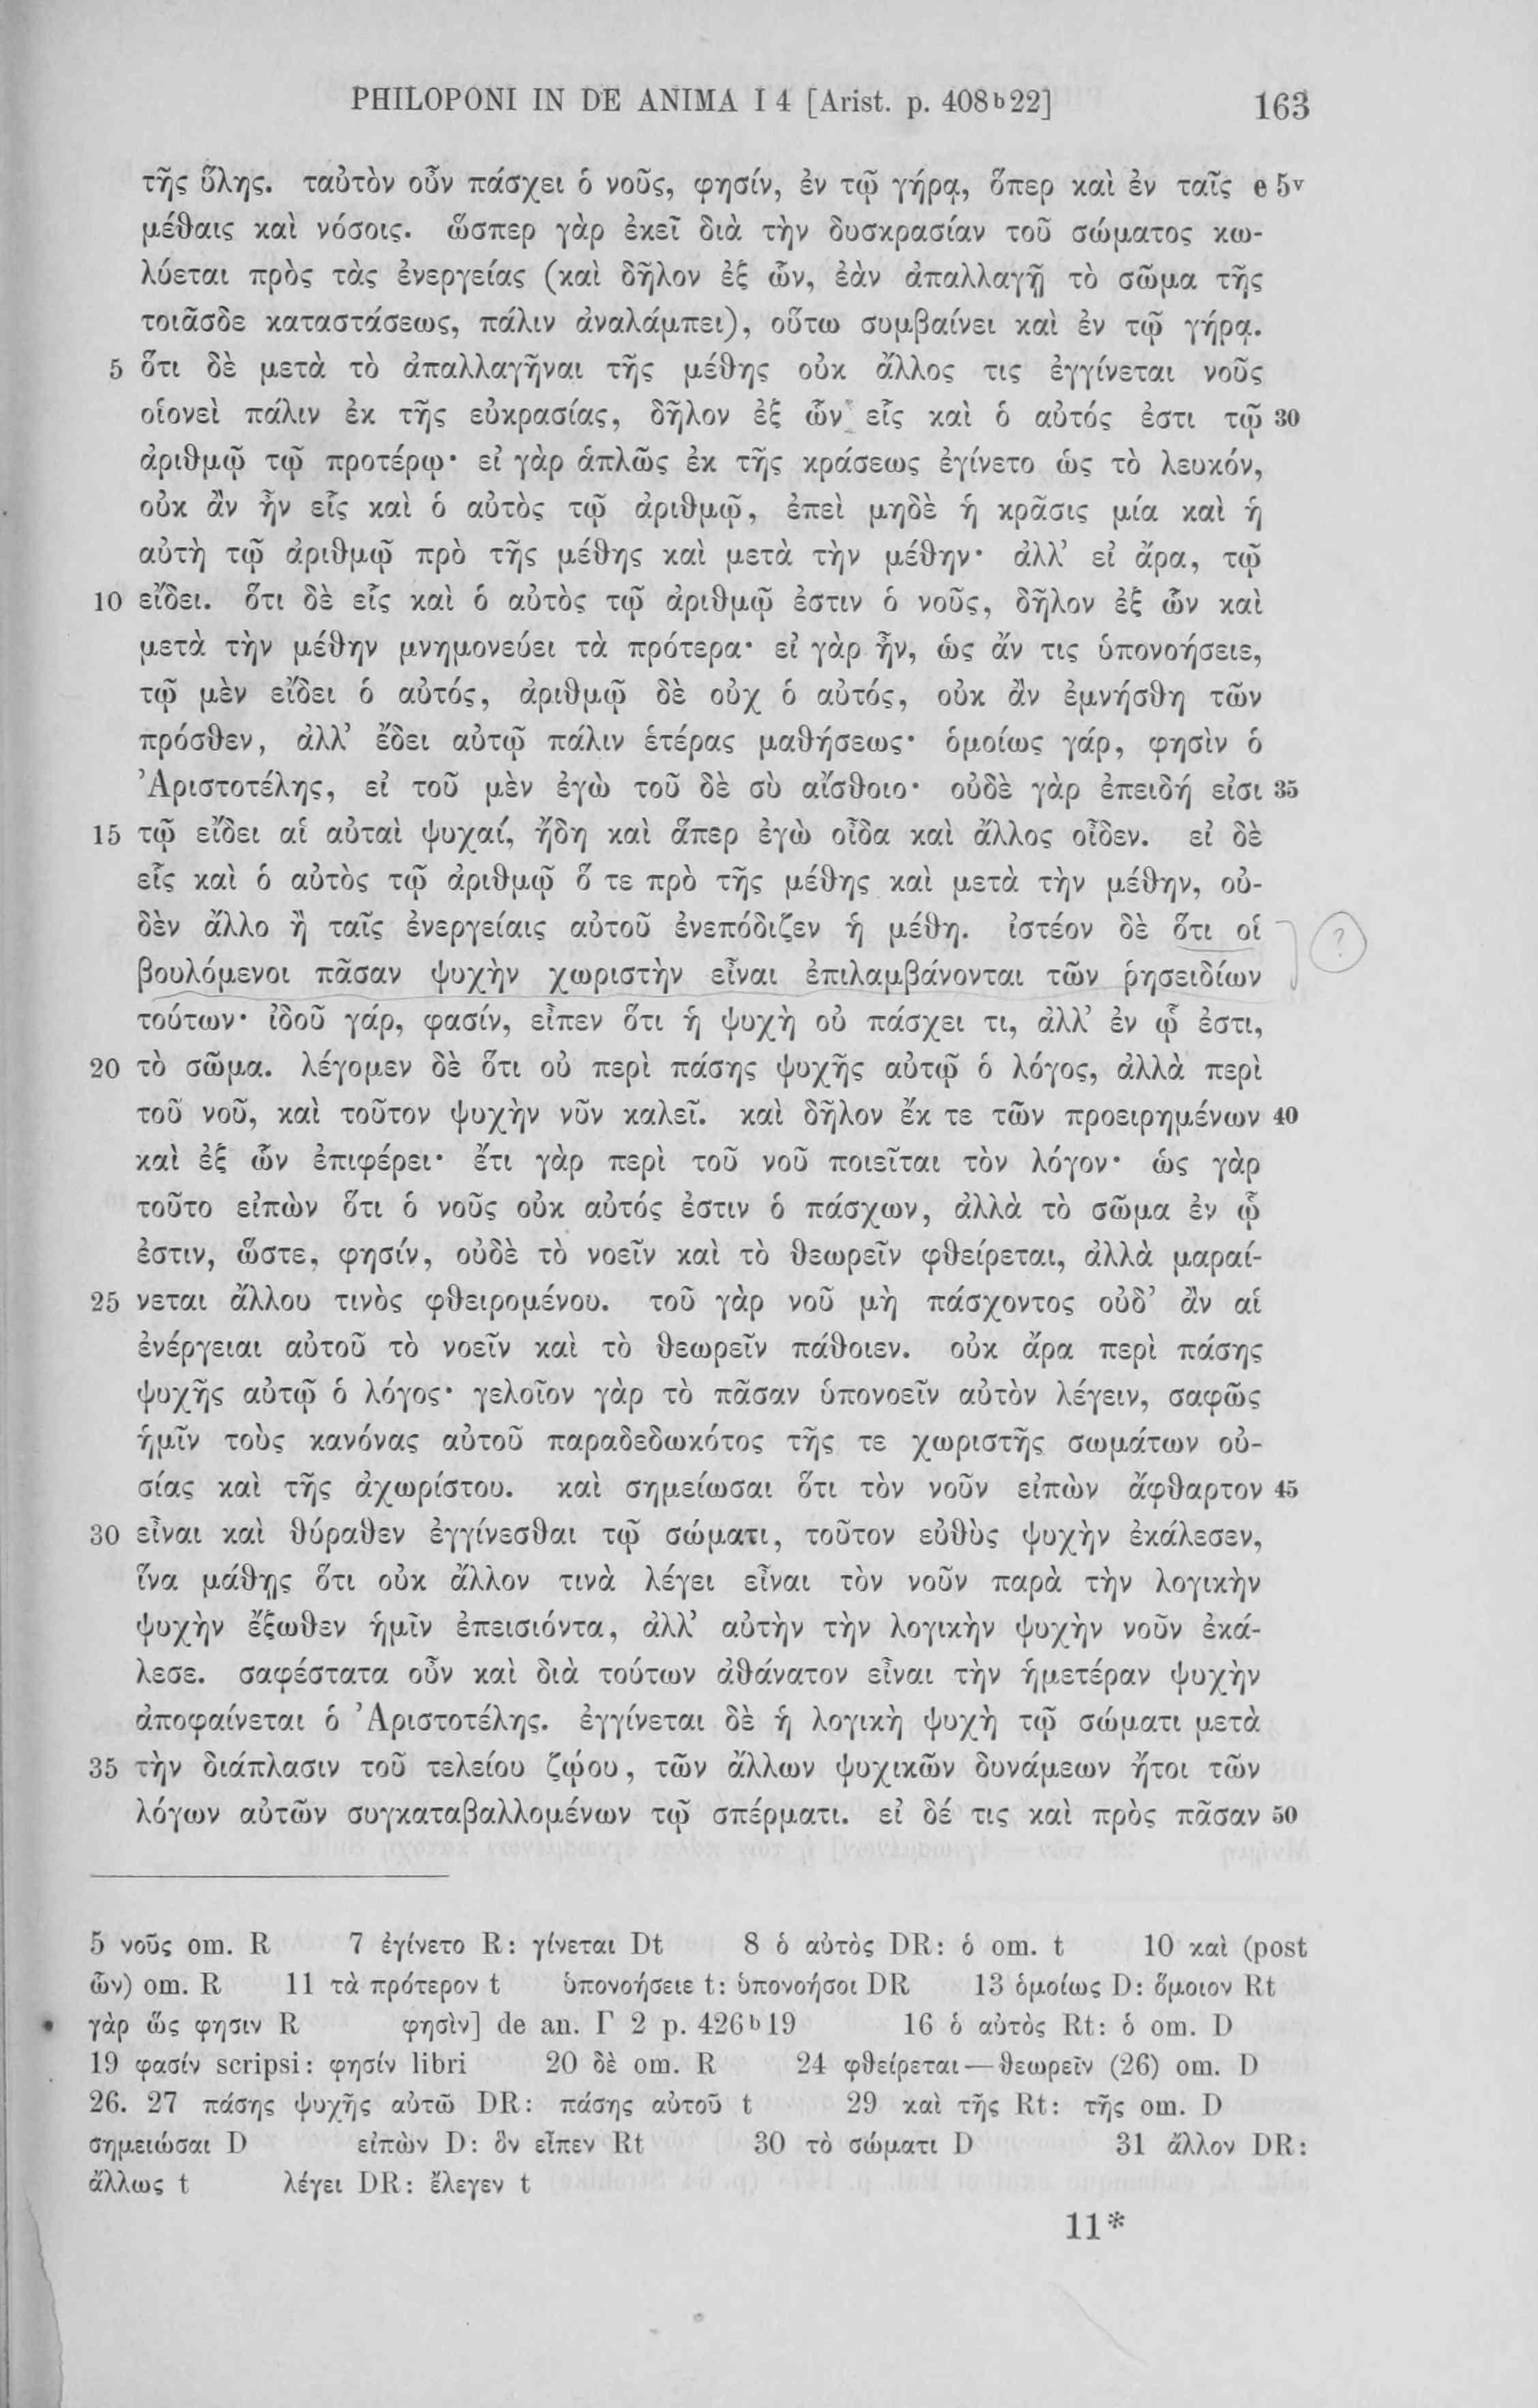 PHILOPONI IN DE ANIMA I 4 [Arist. p. 408b22] 163
τῆς ὕλης. ταὐτὸν οὖν πάσχει ὁ νοῦς, φησίν, ἐν τῷ γήρᾳ, ὅπερ καὶ ἐν ταῖς e 5v
μέθαις καὶ νόσοις. ὥσπερ γὰρ ἐκεῖ διὰ τὴν δυσκρασίαν τοῦ σώματος κω-
λύεται πρὸς τὰς ἐνεργείας (καὶ δῆλον ἐξ ὧν, ἐὰν ἀπαλλαγῇ τὸ σῶμα τῆς
τοιᾶσδε καταστάσεως, πάλιν ἀναλάμπει), οὕτω συμβαίνει καὶ ἐν τῷ γήρᾳ.
5 ὅτι δὲ μετὰ τὸ ἀπαλλαγῆναι τῆς μέθης οὐκ ἄλλος τις ἐγγίνεται νοῦς
οἱονεὶ πάλιν ἐκ τῆς εὐκρασίας, δῆλον ἐξ ὧν εἷς καὶ ὁ αὐτός ἐστι τῷ 30
ἀριθμῷ τῷ προτέρῳ· εἰ γὰρ ἁπλῶς ἐκ τῆς κράσεως ἐγίνετο ὡς τὸ λευκόν,
οὐκ ἂν ἦν εἷς καὶ ὁ αὐτὸς τῷ ἀριθμῷ, ἐπεὶ μηδὲ ἡ κρᾶσις μία καὶ ἡ
αὐτὴ τῷ ἀριθμῷ πρὸ τῆς μέθης καὶ μετὰ τὴν μέθην· ἀλλ’ εἰ ἄρα, τῷ
10 εἴδει. ὅτι δὲ εἷς καὶ ὁ αὐτὸς τῷ ἀριθμῷ ἐστιν ὁ νοῦς, δῆλον ἐξ ὧν καὶ
μετὰ τὴν μέθην μνημονεύει τὰ πρότερα· εἰ γὰρ ἦν, ὡς ἄν τις ὑπονοήσειε,
τῷ μὲν εἴδει ὁ αὐτός, ἀριθμῷ δὲ οὐχ ὁ αὐτός, οὐκ ἂν ἐμνήσθη τῶν
πρόσθεν, ἀλλ’ ἔδει αὐτῷ πάλιν ἑτέρας μαθήσεως· ὁμοίως γάρ, φησὶν ὁ
Ἀριστοτέλης, εἰ τοῦ μὲν ἐγὼ τοῦ δὲ σὺ αἴσθοιο· οὐδὲ γὰρ ἐπειδή εἰσι 35
15 τῷ εἴδει αἱ αὐταὶ ψυχαί, ἤδη καὶ ἅπερ ἐγὼ οἶδα καὶ ἄλλος οἶδεν. εἰ δὲ
εἷς καὶ ὁ αὐτὸς τῷ ἀριθμῷ ὅ τε πρὸ τῆς μέθης καὶ μετὰ τὴν μέθην, οὐ-
δὲν ἄλλο ἢ ταῖς ἐνεργείαις αὐτοῦ ἐνεπόδιζεν ἡ μέθη. ἰστέον δὲ ὅτι οἱ ?
βουλόμενοι πᾶσαν ψυχὴν χωριστὴν εἶναι ἐπιλαμβάνονται τῶν ῥησειδίων
τούτων· ἰδοῦ γάρ, φασίν, εἶπεν ὅτι ἡ ψυχὴ οὐ πάσχει τι, ἀλλ’ ἐν ᾧ ἐστι,
20 τὸ σῶμα. λέγομεν δὲ ὅτι οὐ περὶ πάσης ψυχῆς αὐτῷ ὁ λόγος, ἀλλὰ περὶ
τοῦ νοῦ, καὶ τοῦτον ψυχὴν νῦν καλεῖ. καὶ δῆλον ἔκ τε τῶν προειρημένων 40
καὶ ἐξ ὧν ἐπιφέρει· ἔτι γὰρ περὶ τοῦ νοῦ ποιεῖται τὸν λόγον· ὡς γὰρ
τοῦτο εἰπὼν ὅτι ὁ νοῦς οὐκ αὐτός ἐστιν ὁ πάσχων, ἀλλὰ τὸ σῶμα ἐν ᾧ
ἐστιν, ὥστε, φησίν, οὐδὲ τὸ νοεῖν καὶ τὸ θεωρεῖν φθείρεται, ἀλλὰ μαραί-
25 νεται ἄλλου τινὸς φθειρομένου. τοῦ γὰρ νοῦ μὴ πάσχοντος οὐδ’ ἂν αἱ
ἐνέργειαι αὐτοῦ τὸ νοεῖν καὶ τὸ θεωρεῖν πάθοιεν. οὐκ ἄρα περὶ πάσης
ψυχῆς αὐτῷ ὁ λόγος· γελοῖον γὰρ τὸ πᾶσαν ὑπονοεῖν αὐτὸν λέγειν, σαφῶς
ἡμῖν τοὺς κανόνας αὐτοῦ παραδεδωκότος τῆς τε χωριστῆς σωμάτων οὐ-
σίας καὶ τῆς ἀχωρίστου. καὶ σημείωσαι ὅτι τὸν νοῦν εἰπὼν ἄφθαρτον 45
30 εἶναι καὶ θύραθεν ἐγγίνεσθαι τῷ σώματι, τοῦτον εὐθὺς ψυχὴν ἐκάλεσεν,
ἵνα μάθῃς ὅτι οὐκ ἄλλον τινὰ λέγει εἶναι τὸν νοῦν παρὰ τὴν λογικὴν
ψυχὴν ἔξωθεν ἡμῖν ἐπεισιόντα, ἀλλ’ αὐτὴν τὴν λογικὴν ψυχὴν νοῦν ἐκά-
λεσε. σαφέστατα οὖν καὶ διὰ τούτων ἀθάνατον εἶναι τὴν ἡμετέραν ψυχὴν
ἀποφαίνεται ὁ Ἀριστοτέλης. ἐγγίνεται δὲ ἡ λογικὴ ψυχὴ τῷ σώματι μετὰ
35 τὴν διάπλασιν τοῦ τελείου ζῴου, τῶν ἄλλων ψυχικῶν δυνάμεων ἤτοι τῶν
λόγων αὐτῶν συγκαταβαλλομένων τῷ σπέρματι. εἰ δέ τις καὶ πρὸς πᾶσαν 50
5 νοῦς om. R 7 ἐγίνετο R: γίνεται Dt 8 ὁ αὐτὸς DR: ὁ om. t 10 καὶ (post
ὧν) om. R 11 τὰ πρότερον t ὑπονοήσειε t: ὑπονοήσοι DR 13 ὁμοίως D: ὅμοιον Rt
γὰρ ὥς φησιν R φησὶν] de an. Γ 2 p. 426b19 16 ὁ αὐτὸς Rt: ὁ om. D
19 φασίν scripsi: φησίν libri 20 δὲ om. R 24 φθείρεται—θεωρεῖν (26) om. D
26. 27 πάσης ψυχῆς αὐτῶ DR: πάσης αὐτοῦ t 29 καὶ τῆς Rt: τῆς om. D
σημειώσαι D εἰπὼν D: ὃν εἶπεν Rt 30 τὸ σώματι D 31 ἄλλον DR:
ἄλλως t λέγει DR: ἔλεγεν t
11*